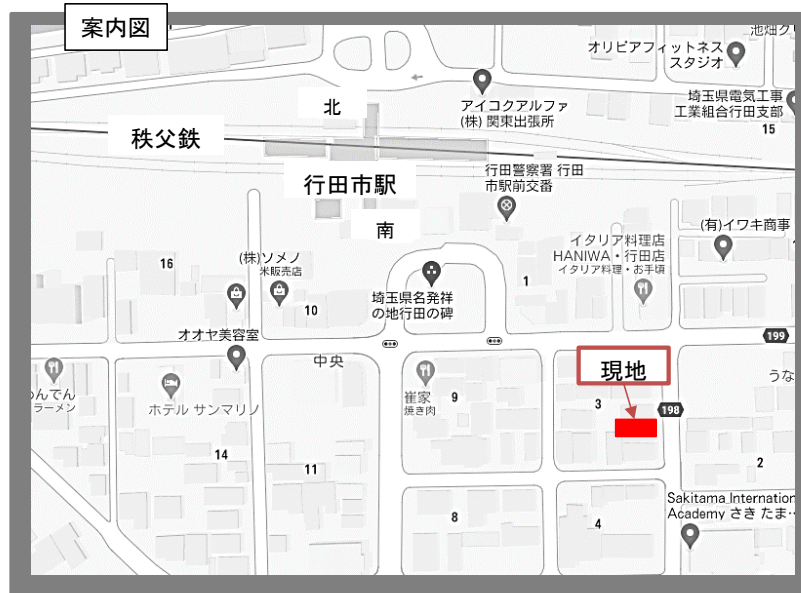 案内図
池畑ク
オリビアフィットネス
スタジオ
アイコクアルファ
(株) 関東出張所
埼玉県電気工事
工業組合行田支部
15
北
秩父鉄
行田市駅
行田警察署 行田
市駅前交番
南
(有)イワキ商事
イタリア料理店
HANIWA・行田店
イタリア料理・お手頃
(株)ソメノ
米販売店
16
10
1
埼玉県名発祥
の地行田の碑
オオヤ美容室
199
中央
現地
うな
んでん
ラーメン
ホテル サンマリノ
崔家
焼き肉
9
3
198
14
11
2
8
4
Sakitama Internation
Academy さき たま…